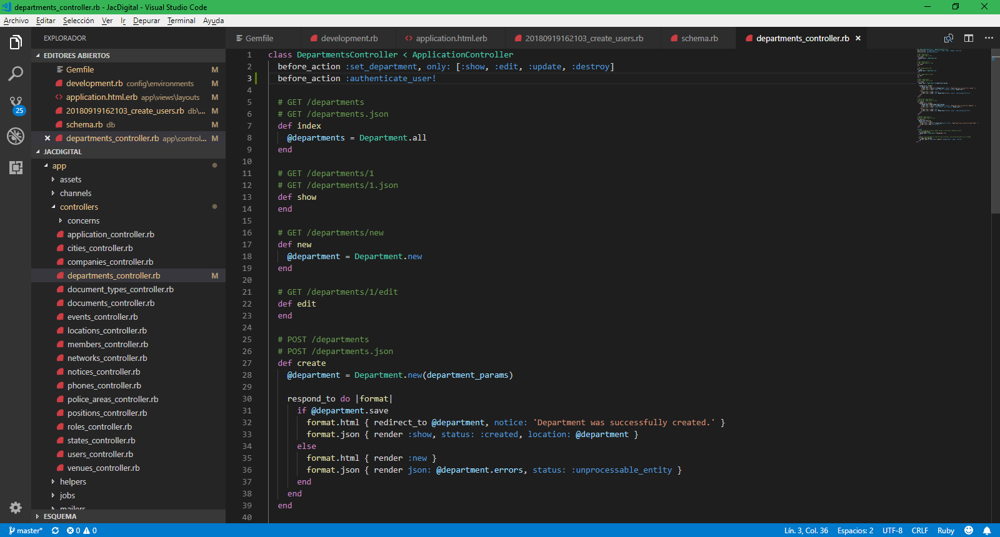 departments_controller.rb - JacDigital - Visual Studio Code
Archivo Editar Selección Ver Ir Depurar Terminal Ayuda
EXPLORADOR
EDITORES ABIERTOS
Gemfile M
development.rb config\environments M
application.html.erb app\views\layouts M
20180919162103_create_users.rb db\... M
schema.rb db M
departments_controller.rb app\control... M
25
JACDIGITAL
app
assets
channels
controllers
concerns
application_controller.rb
cities_controller.rb
companies_controller.rb
departments_controller.rb M
document_types_controller.rb
documents_controller.rb
events_controller.rb
locations_controller.rb
members_controller.rb
networks_controller.rb
notices_controller.rb
phones_controller.rb
police_areas_controller.rb
positions_controller.rb
roles_controller.rb
states_controller.rb
users_controller.rb
venues_controller.rb
helpers
jobs
mailers
ESQUEMA
Gemfile development.rb application.html.erb 20180919162103_create_users.rb schema.rb departments_controller.rb
1 class DepartmentsController < ApplicationController
2 before_action :set_department, only: [:show, :edit, :update, :destroy]
3 before_action :authenticate_user!
4
5 # GET /departments
6 # GET /departments.json
7 def index
8 @departments = Department.all
9 end
10
11 # GET /departments/1
12 # GET /departments/1.json
13 def show
14 end
15
16 # GET /departments/new
17 def new
18 @department = Department.new
19 end
20
21 # GET /departments/1/edit
22 def edit
23 end
24
25 # POST /departments
26 # POST /departments.json
27 def create
28 @department = Department.new(department_params)
29
30 respond_to do |format|
31 if @department.save
32 format.html { redirect_to @department, notice: 'Department was successfully created.' }
33 format.json { render :show, status: :created, location: @department }
34 else
35 format.html { render :new }
36 format.json { render json: @department.errors, status: :unprocessable_entity }
37 end
38 end
39 end
40
master* 0 0 Lín. 3, Col. 36 Espacios: 2 UTF-8 CRLF Ruby